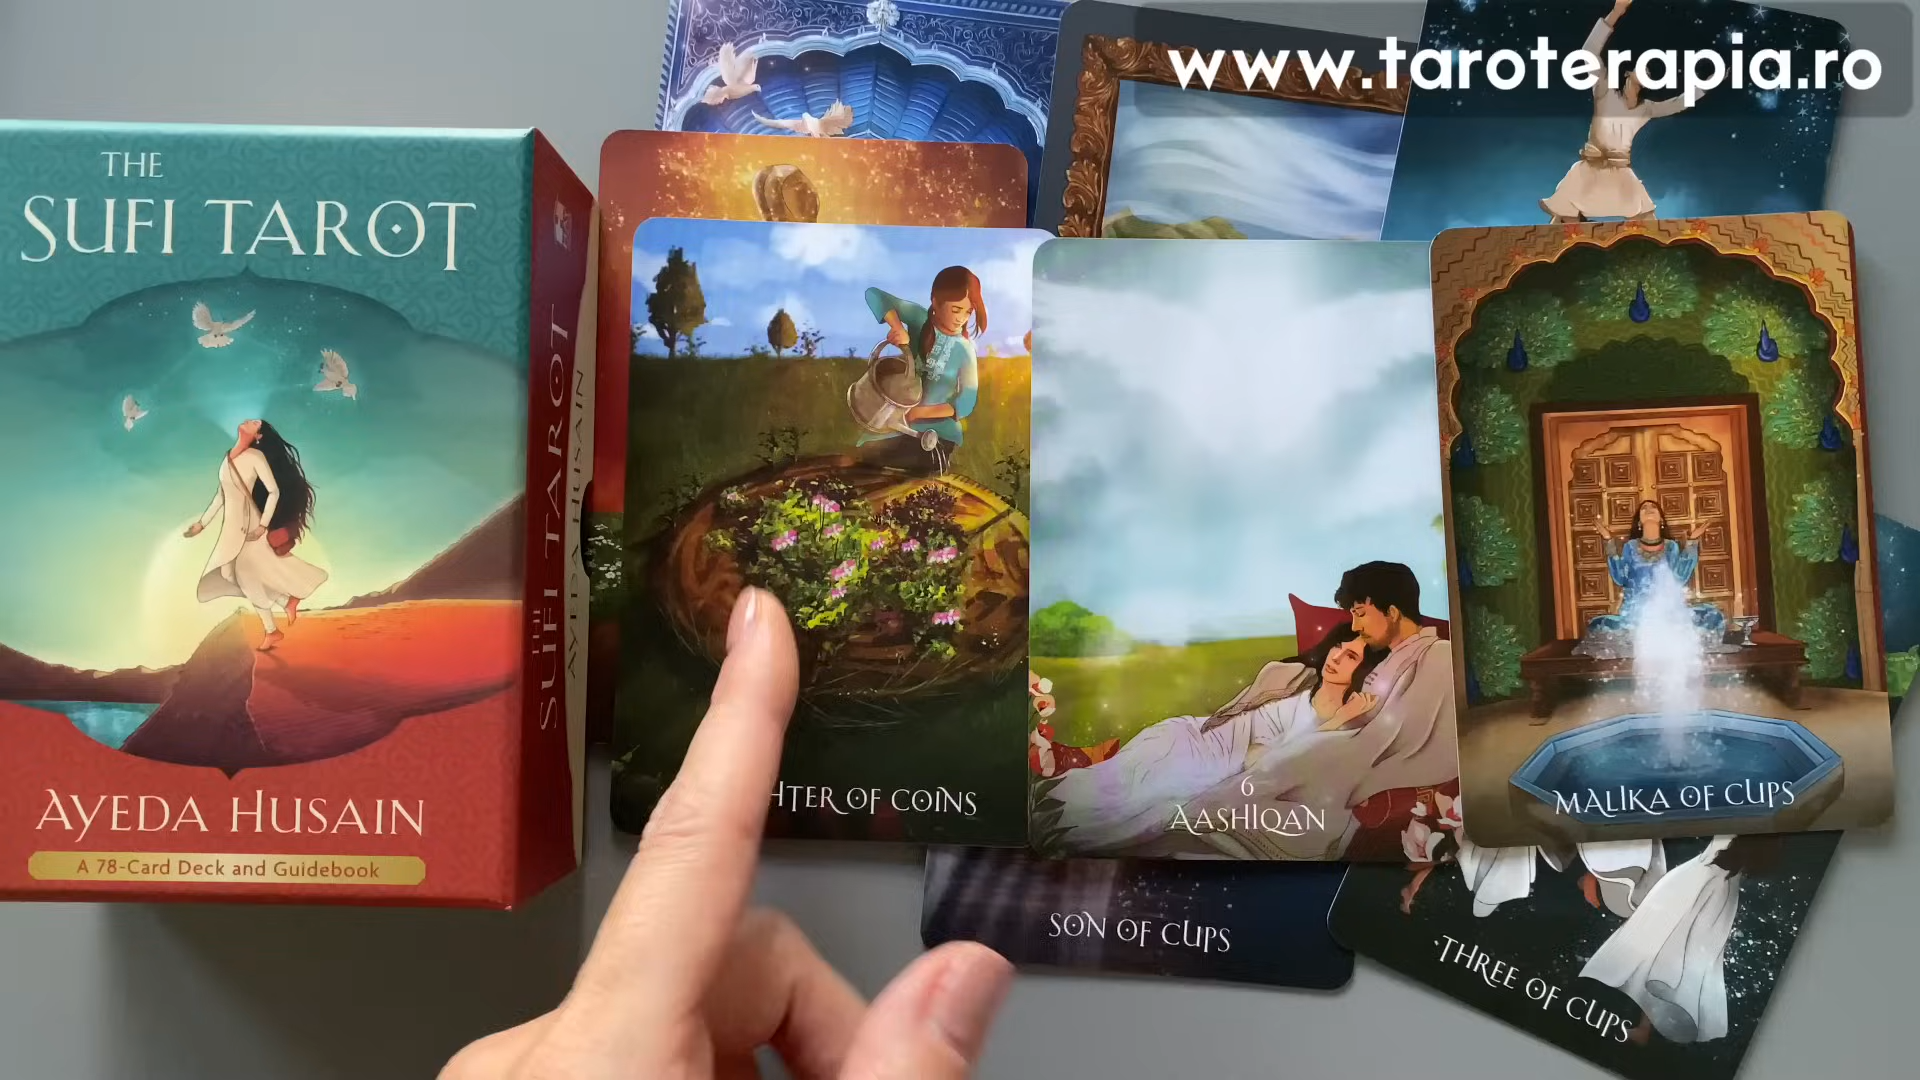 www.taroterapia.ro
THE
SUFI TAROT
AYEDA HUSAIN
A 78-Card Deck and Guidebook
THE SUFI TAROT
AYEDA HUSAIN
HTER OF COINS
6
AASHIQAN
MALIKA OF CUPS
SON OF CUPS
THREE OF CUPS